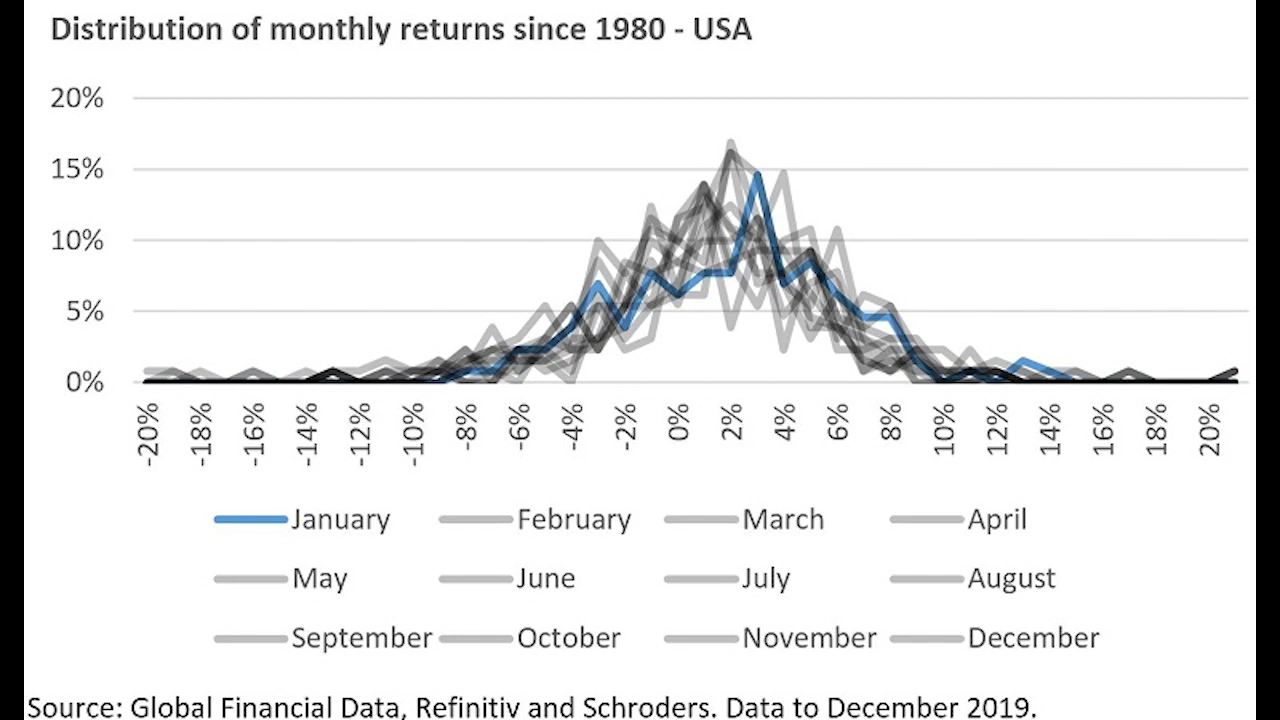 Distribution of monthly returns since 1980 - USA
20%
15%
10%
5%
0%
-20% -18% -16% -14% -12% -10% -8% -6% -4% -2% 0% 2% 4% 6% 8% 10% 12% 14% 16% 18% 20%
January February March April
May June July August
September October November December
Source: Global Financial Data, Refinitiv and Schroders. Data to December 2019.